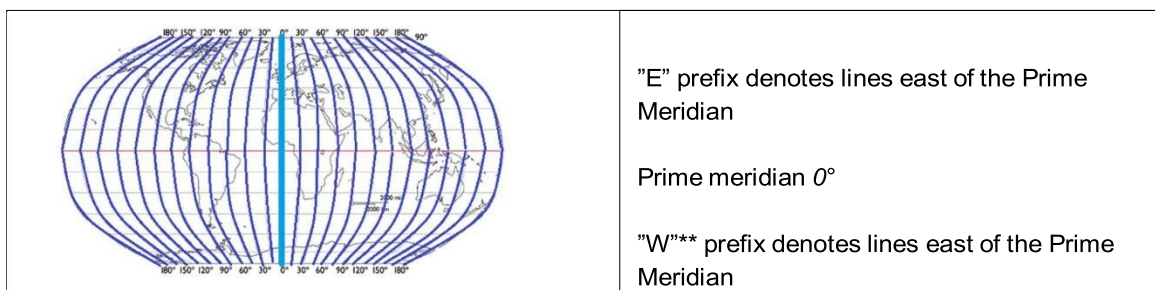 180° 150° 120° 90° 60° 30° 0° 30° 60° 90° 120° 150° 180°
90°
2000 km
180° 150° 120° 90° 60° 30° 0° 30° 60° 90° 120° 150° 180°
”E” prefix denotes lines east of the Prime
Meridian
Prime meridian 0°
”W”** prefix denotes lines east of the Prime
Meridian